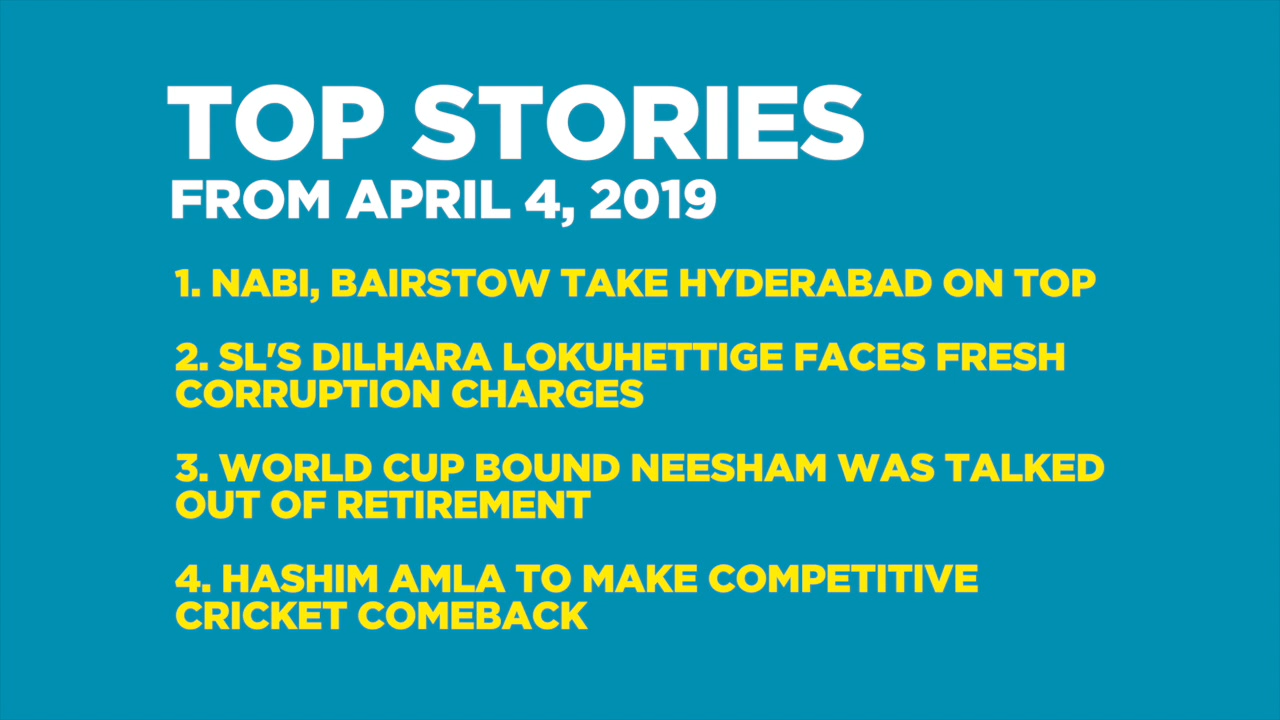 TOP STORIES
FROM APRIL 4, 2019
1. NABI, BAIRSTOW TAKE HYDERABAD ON TOP
2. SL'S DILHARA LOKUHETTIGE FACES FRESH
CORRUPTION CHARGES
3. WORLD CUP BOUND NEESHAM WAS TALKED
OUT OF RETIREMENT
4. HASHIM AMLA TO MAKE COMPETITIVE
CRICKET COMEBACK